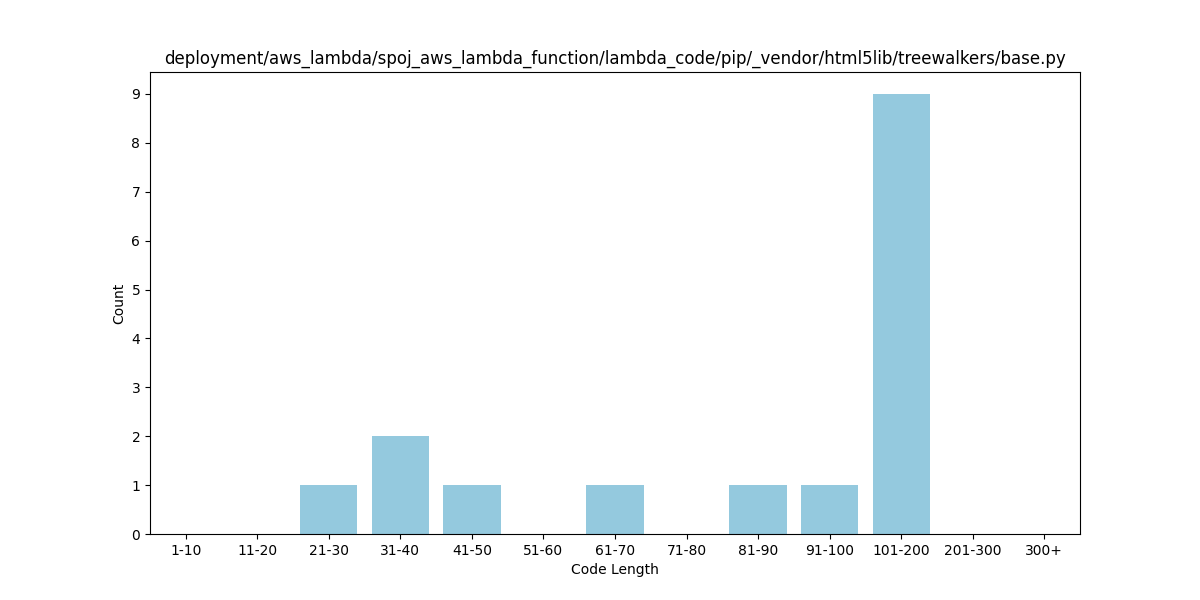 deployment/aws_lambda/spoj_aws_lambda_function/lambda_code/pip/_vendor/html5lib/treewalkers/base.py
9
8
7
6
5
4
3
2
1
0
Count
1-10 11-20 21-30 31-40 41-50 51-60 61-70 71-80 81-90 91-100 101-200 201-300 300+
Code Length